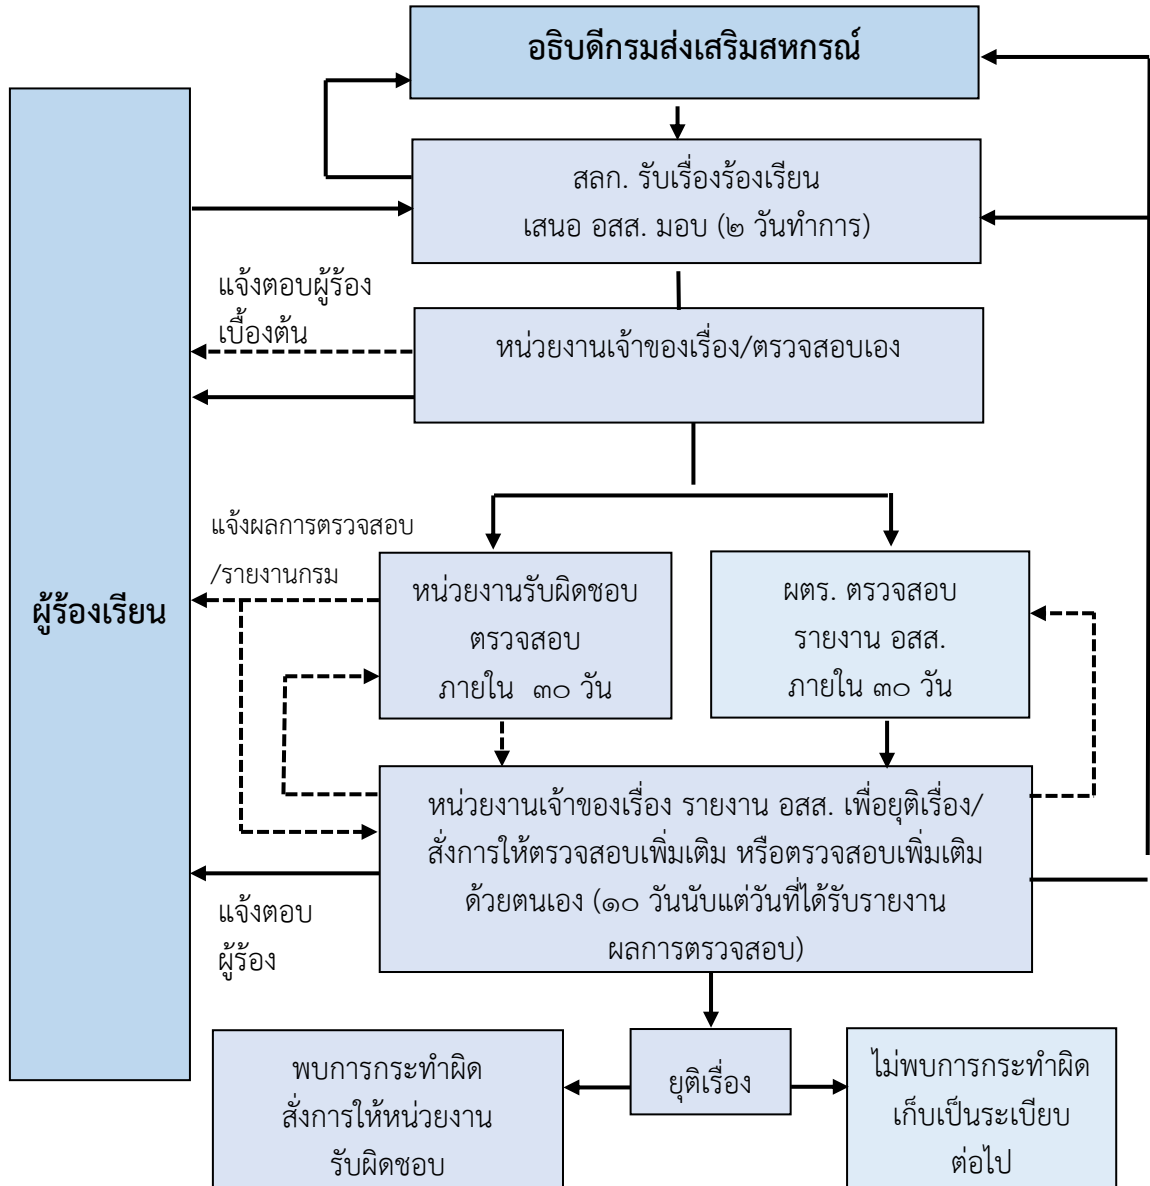 อธิบดีกรมส่งเสริมสหกรณ์
สลก. รับเรื่องร้องเรียน
เสนอ อสส. มอบ (๒ วันทำการ)
แจ้งตอบผู้ร้อง
เบื้องต้น
หน่วยงานเจ้าของเรื่อง/ตรวจสอบเอง
แจ้งผลการตรวจสอบ
/รายงานกรม
ผู้ร้องเรียน
หน่วยงานรับผิดชอบ
ตรวจสอบ
ภายใน ๓๐ วัน
ผตร. ตรวจสอบ
รายงาน อสส.
ภายใน ๓๐ วัน
หน่วยงานเจ้าของเรื่อง รายงาน อสส. เพื่อยุติเรื่อง/
สั่งการให้ตรวจสอบเพิ่มเติม หรือตรวจสอบเพิ่มเติม
ด้วยตนเอง (๑๐ วันนับแต่วันที่ได้รับรายงาน
ผลการตรวจสอบ)
แจ้งตอบ
ผู้ร้อง
พบการกระทำผิด
สั่งการให้หน่วยงาน
รับผิดชอบ
ยุติเรื่อง
ไม่พบการกระทำผิด
เก็บเป็นระเบียบ
ต่อไป